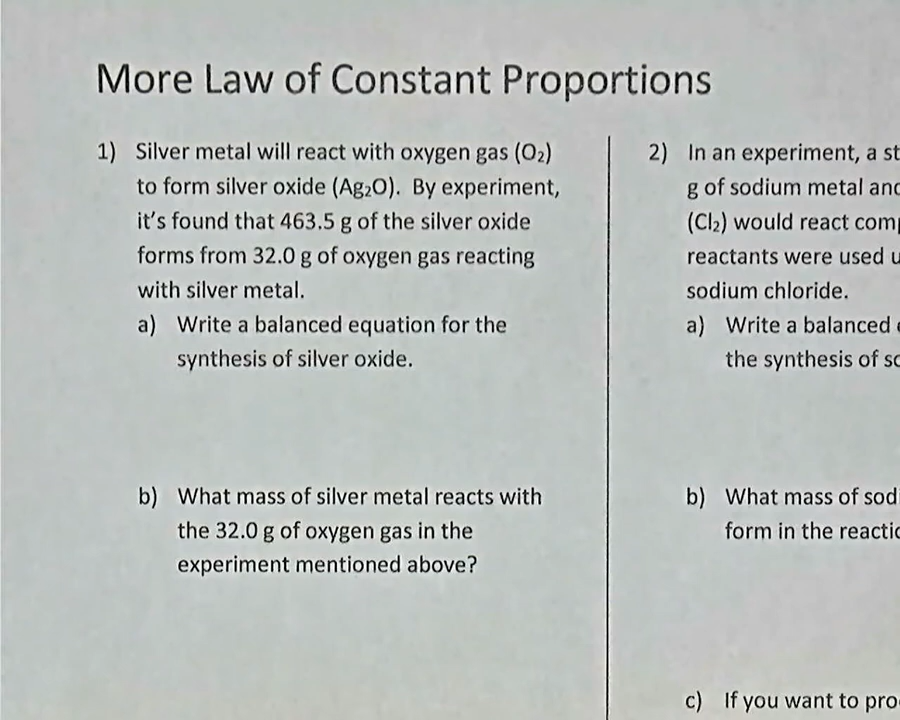 More Law of Constant Proportions
1) Silver metal will react with oxygen gas (O₂)
to form silver oxide (Ag₂O). By experiment,
it's found that 463.5 g of the silver oxide
forms from 32.0 g of oxygen gas reacting
with silver metal.
a) Write a balanced equation for the
synthesis of silver oxide.
b) What mass of silver metal reacts with
the 32.0 g of oxygen gas in the
experiment mentioned above?
2) In an experiment, a
g of sodium metal
(Cl₂) would react
reactants were used
sodium chloride.
a) Write a balanced
the synthesis of
b) What mass of
form in the
c) If you want to